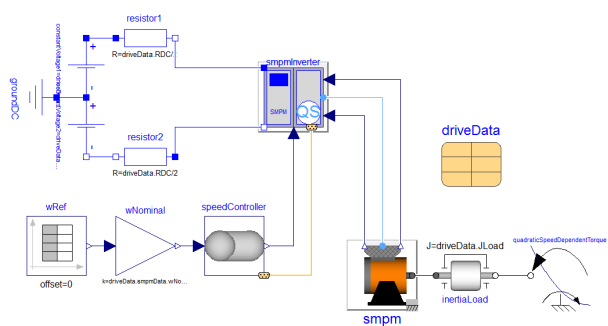 resistor1
R=driveData.RDC/...
smpmInverter
SMPM
QS
groundDC
resistor2
R=driveData.RDC/2
driveData
wRef
offset=0
wNominal
k=driveData.smpmData.wNo...
speedController
J=driveData.JLoad
inertiaLoad
quadraticSpeedDependentTorque
smpm